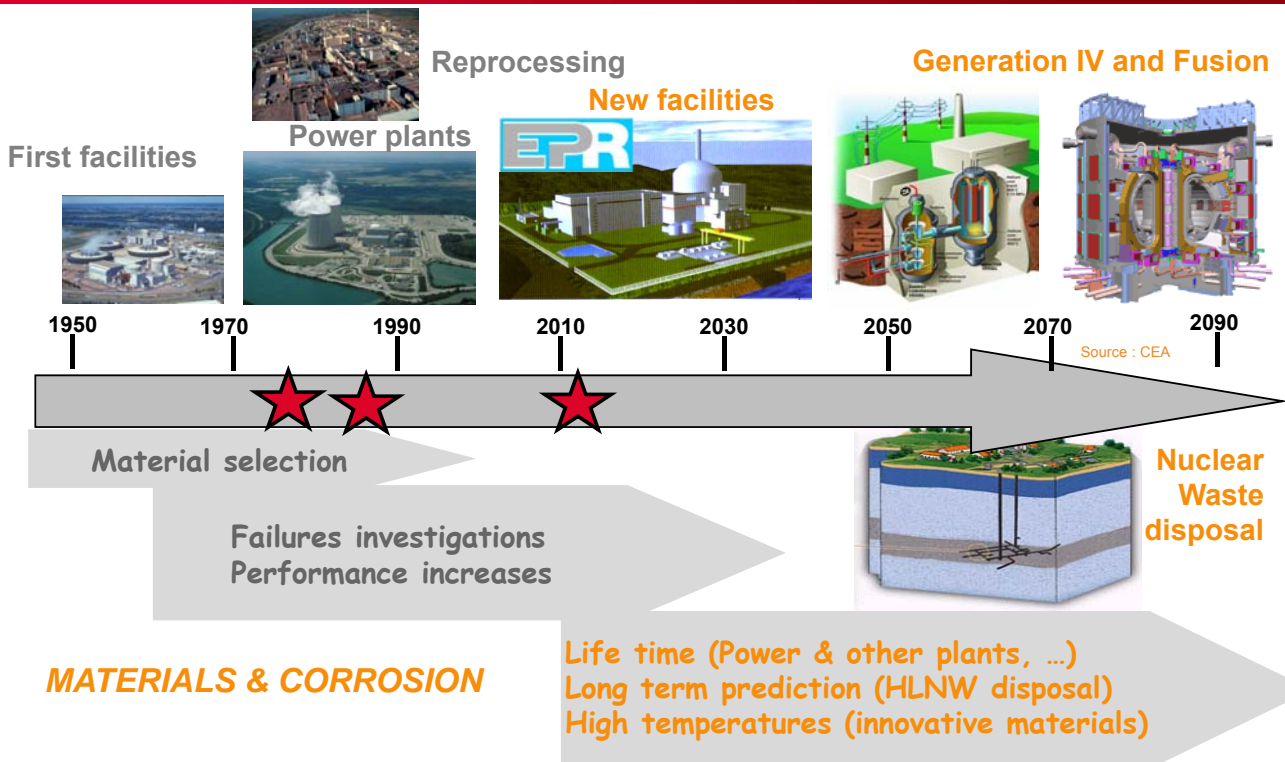 Reprocessing
Generation IV and Fusion
New facilities
Power plants
EPR
First facilities
1950
1970
1990
2010
2030
2050
2070
2090
Source : CEA
Material selection
Nuclear
Waste
disposal
Failures investigations
Performance increases
MATERIALS & CORROSION
Life time (Power & other plants, …)
Long term prediction (HLNW disposal)
High temperatures (innovative materials)